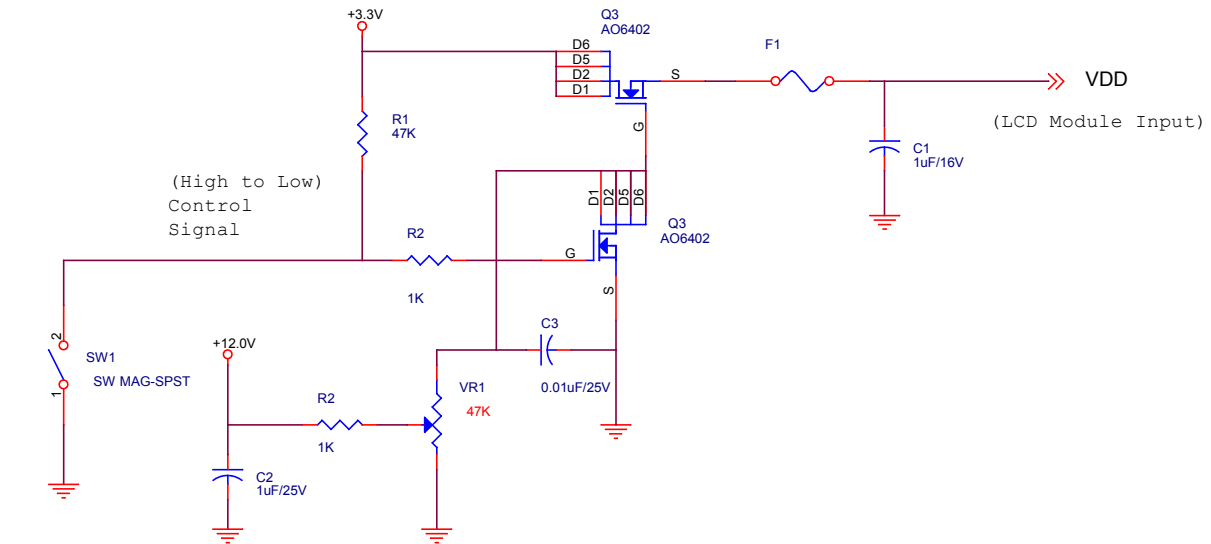 +3.3V
Q3
AO6402
D6
D5
D2
D1
S
G
F1
VDD
(LCD Module Input)
R1
47K
C1
1uF/16V
(High to Low)
Control
Signal
D1
D2
D5
D6
Q3
AO6402
R2
1K
G
S
C3
0.01uF/25V
2
1
SW1
SW MAG-SPST
+12.0V
R2
1K
VR1
47K
C2
1uF/25V